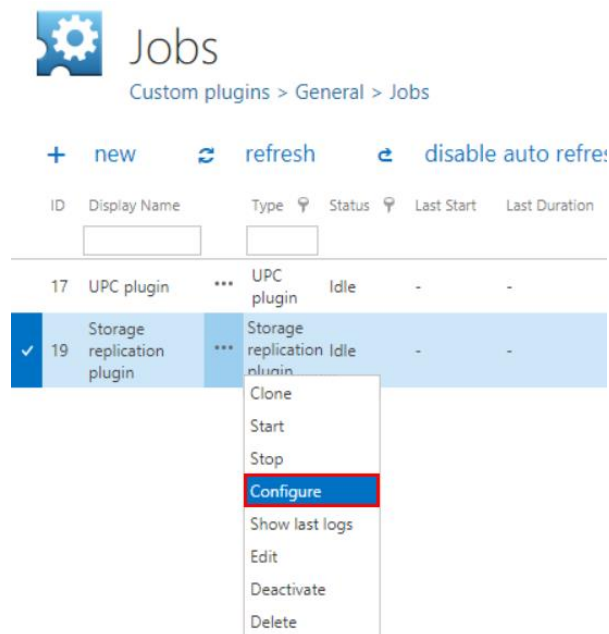 Jobs
Custom plugins > General > Jobs
new refresh disable auto refres
ID Display Name Type Status Last Start Last Duration
17 UPC plugin ... UPC plugin Idle - -
19 Storage replication plugin ... Storage replication plugin Idle - -
Clone
Start
Stop
Configure
Show last logs
Edit
Deactivate
Delete